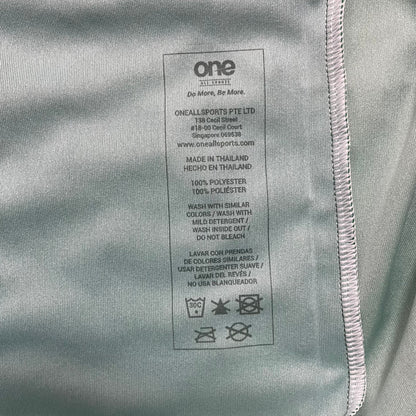 one
ALL SPORTS
Do More, Be More.
ONEALLSPORTS PTE LTD
138 Cecil Street
#18-00 Cecil Court
Singapore 069538
www.oneallsports.com
MADE IN THAILAND
HECHO EN THAILAND
100% POLYESTER
100% POLIÉSTER
WASH WITH SIMILAR
COLORS / WASH WITH
MILD DETERGENT /
WASH INSIDE OUT /
DO NOT BLEACH
LAVAR CON PRENDAS
DE COLORES SIMILARES /
USAR DETERGENTER SUAVE /
LAVAR DEL REVÉS /
NO USA BLANQUEADOR
30C